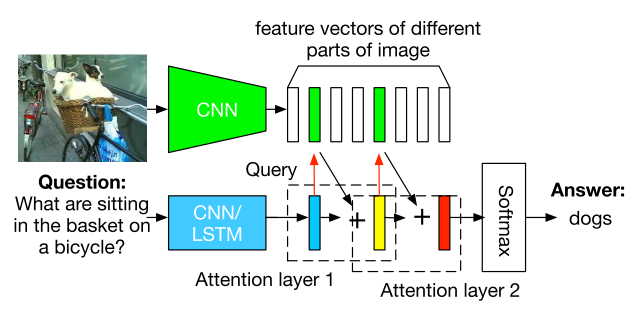 feature vectors of different
parts of image
CNN
Question:
What are sitting
in the basket on
a bicycle?
Query
CNN/
LSTM
+
+
Softmax
Answer:
dogs
Attention layer 1
Attention layer 2